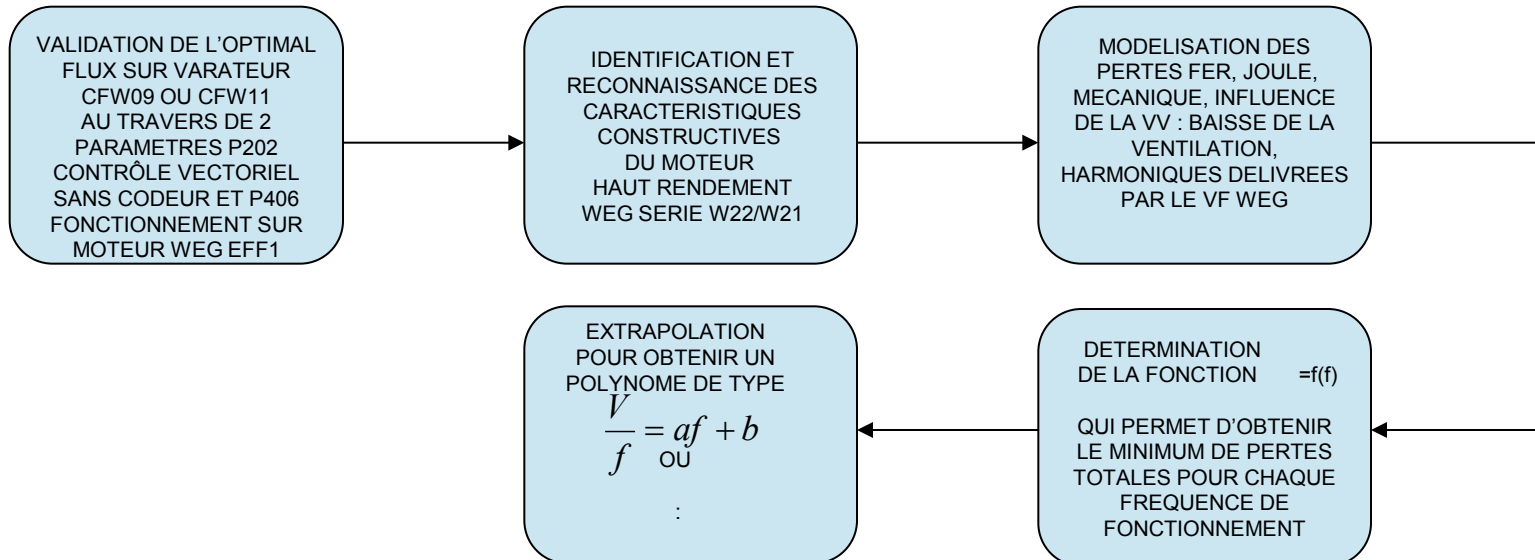 VALIDATION DE L'OPTIMAL
FLUX SUR VARATEUR
CFW09 OU CFW11
AU TRAVERS DE 2
PARAMETRES P202
CONTRÔLE VECTORIEL
SANS CODEUR ET P406
FONCTIONNEMENT SUR
MOTEUR WEG EFF1
IDENTIFICATION ET
RECONNAISSANCE DES
CARACTERISTIQUES
CONSTRUCTIVES
DU MOTEUR
HAUT RENDEMENT
WEG SERIE W22/W21
MODELISATION DES
PERTES FER, JOULE,
MECANIQUE, INFLUENCE
DE LA VV : BAISSE DE LA
VENTILATION,
HARMONIQUES DELIVREES
PAR LE VF WEG
DETERMINATION
DE LA FONCTION =f(f)
QUI PERMET D'OBTENIR
LE MINIMUM DE PERTES
TOTALES POUR CHAQUE
FREQUENCE DE
FONCTIONNEMENT
EXTRAPOLATION
POUR OBTENIR UN
POLYNOME DE TYPE
V/f = af + b
OU
: